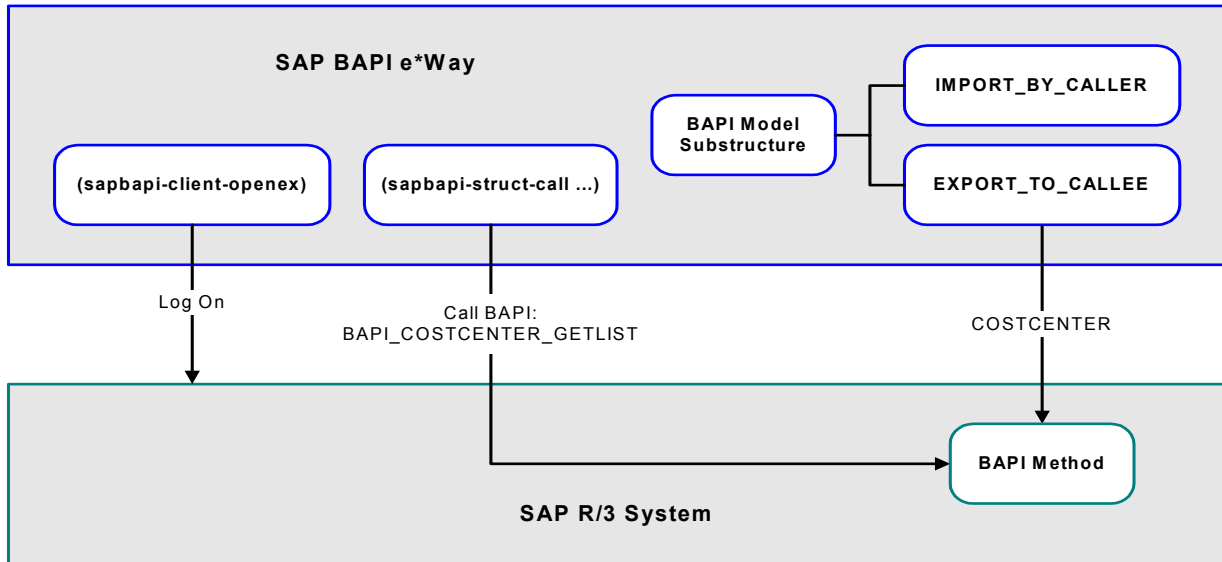 SAP BAPI e*Way
IMPORT_BY_CALLER
BAPI Model
Substructure
(sapbapi-client-openex)
(sapbapi-struct-call ...)
EXPORT_TO_CALLEE
Log On
Call BAPI:
BAPI_COSTCENTER_GETLIST
COSTCENTER
BAPI Method
SAP R/3 System